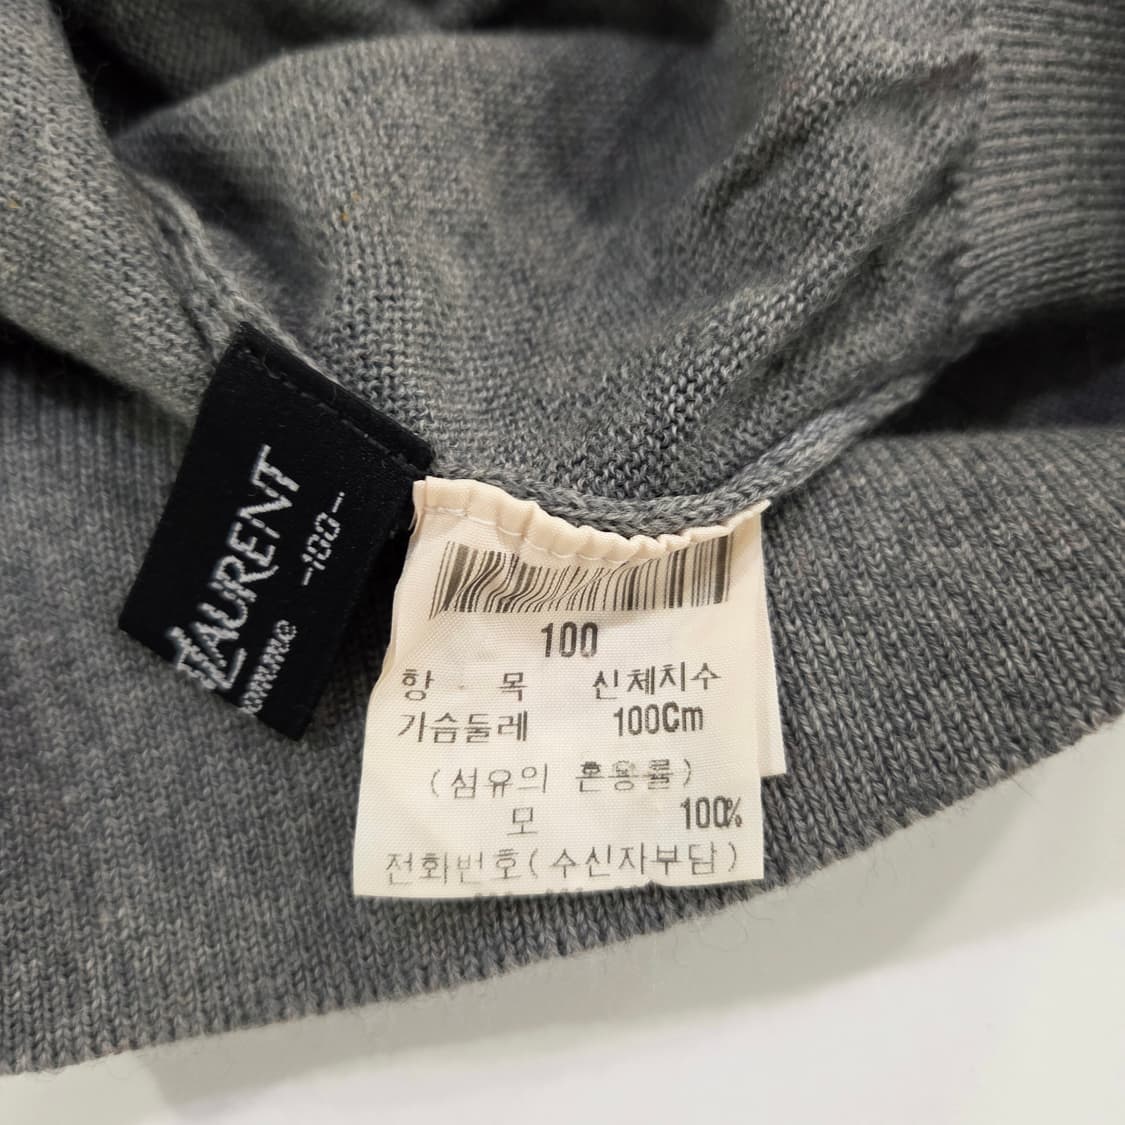 LAURENT
-100-
homme
100
항 목 신체치수
가슴둘레 100Cm
(섬유의 혼용률)
모 100%
전화번호(수신자부담)